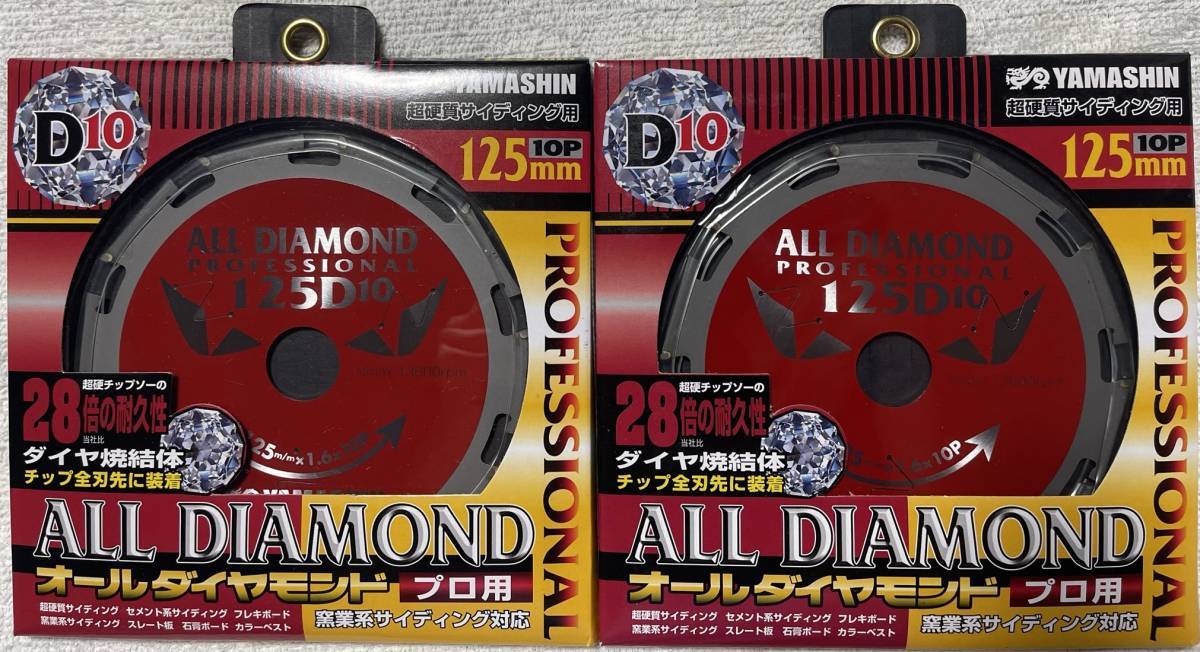 D10
YAMASHIN
超硬質サイディング用
125mm
10P
PROFESSIONAL
ALL DIAMOND
PROFESSIONAL
125D10
超硬チップソーの
28倍の耐久性
当社比
ダイヤ焼結体
チップ全刃先に装着
ALL DIAMOND
オールダイヤモンド
プロ用
超硬質サイディング セメント系サイディング フレキボード
窯業系サイディング スレート板 石膏ボード カラーベスト
窯業系サイディング対応
D10
YAMASHIN
超硬質サイディング用
125mm
10P
PROFESSIONAL
ALL DIAMOND
PROFESSIONAL
125D10
超硬チップソーの
28倍の耐久性
当社比
ダイヤ焼結体
チップ全刃先に装着
ALL DIAMOND
オールダイヤモンド
プロ用
超硬質サイディング セメント系サイディング フレキボード
窯業系サイディング スレート板 石膏ボード カラーベスト
窯業系サイディング対応